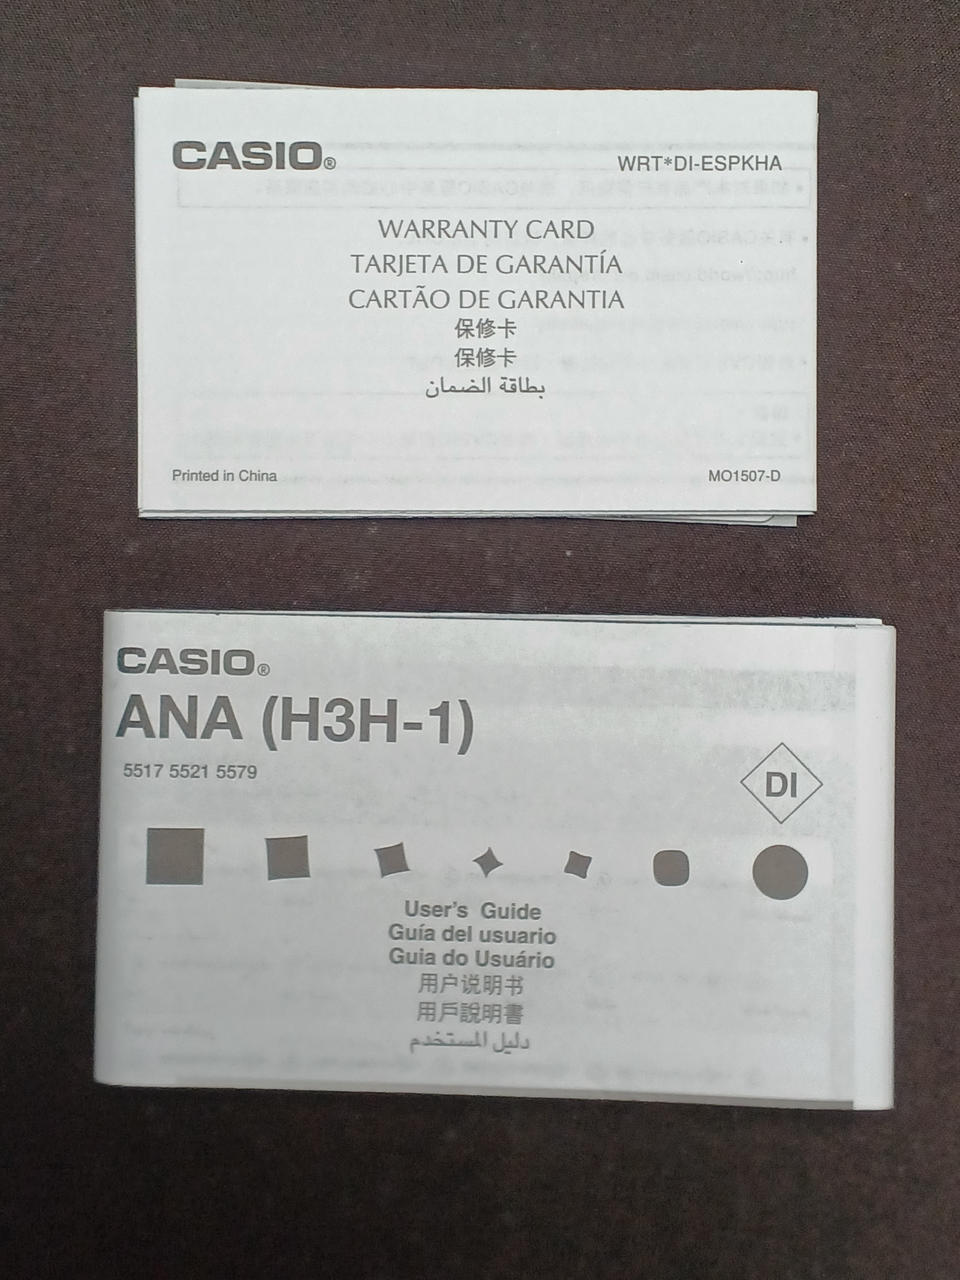 CASIO®
WRT*DI-ESPKHA
WARRANTY CARD
TARJETA DE GARANTÍA
CARTÃO DE GARANTIA
保修卡
保修卡
بطاقة الضمان
Printed in China
MO1507-D
CASIO®
ANA (H3H-1)
5517 5521 5579
DI
User's Guide
Guía del usuario
Guia do Usuário
用户说明书
用戶說明書
دليل المستخدم